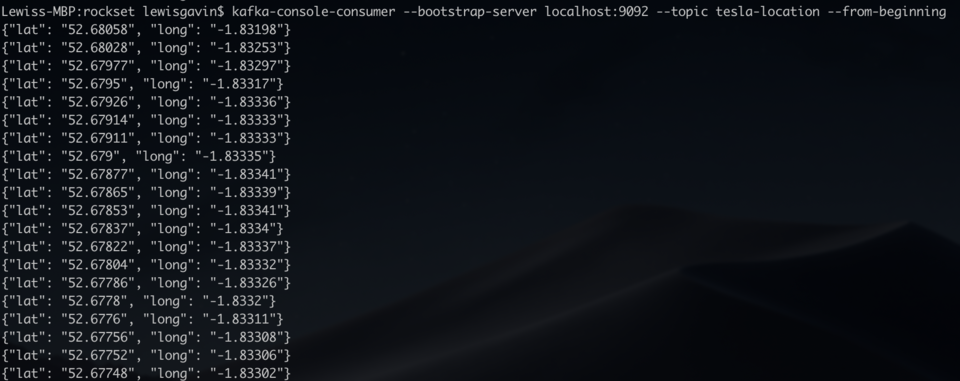 Lewiss-MBP:rockset lewisgavin$ kafka-console-consumer --bootstrap-server localhost:9092 --topic tesla-location --from-beginning
{"lat": "52.68058", "long": "-1.83198"}
{"lat": "52.68028", "long": "-1.83253"}
{"lat": "52.67977", "long": "-1.83297"}
{"lat": "52.6795", "long": "-1.83317"}
{"lat": "52.67926", "long": "-1.83336"}
{"lat": "52.67914", "long": "-1.83333"}
{"lat": "52.67911", "long": "-1.83333"}
{"lat": "52.679", "long": "-1.83335"}
{"lat": "52.67877", "long": "-1.83341"}
{"lat": "52.67865", "long": "-1.83339"}
{"lat": "52.67853", "long": "-1.83341"}
{"lat": "52.67837", "long": "-1.8334"}
{"lat": "52.67822", "long": "-1.83337"}
{"lat": "52.67804", "long": "-1.83332"}
{"lat": "52.67786", "long": "-1.83326"}
{"lat": "52.6778", "long": "-1.8332"}
{"lat": "52.6776", "long": "-1.83311"}
{"lat": "52.67756", "long": "-1.83308"}
{"lat": "52.67752", "long": "-1.83306"}
{"lat": "52.67748", "long": "-1.83302"}